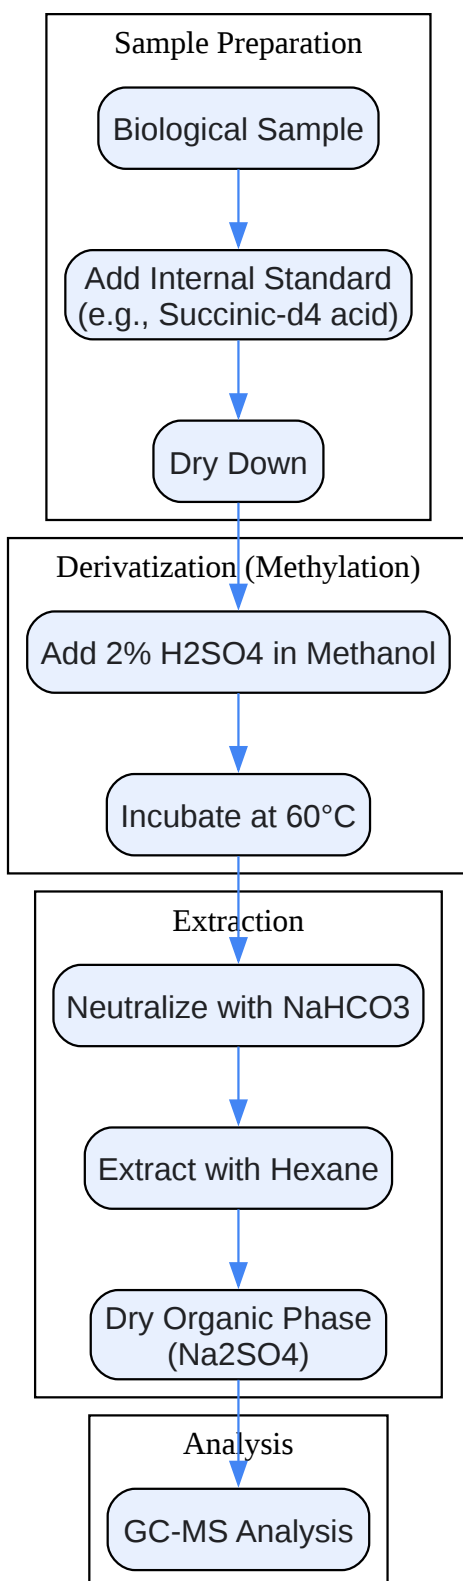 Sample Preparation
Biological Sample
Add Internal Standard
(e.g., Succinic-d4 acid)
Dry Down
Derivatization (Methylation)
Add 2% H2SO4 in Methanol
Incubate at 60°C
Extraction
Neutralize with NaHCO3
Extract with Hexane
Dry Organic Phase
(Na2SO4)
Analysis
GC-MS Analysis